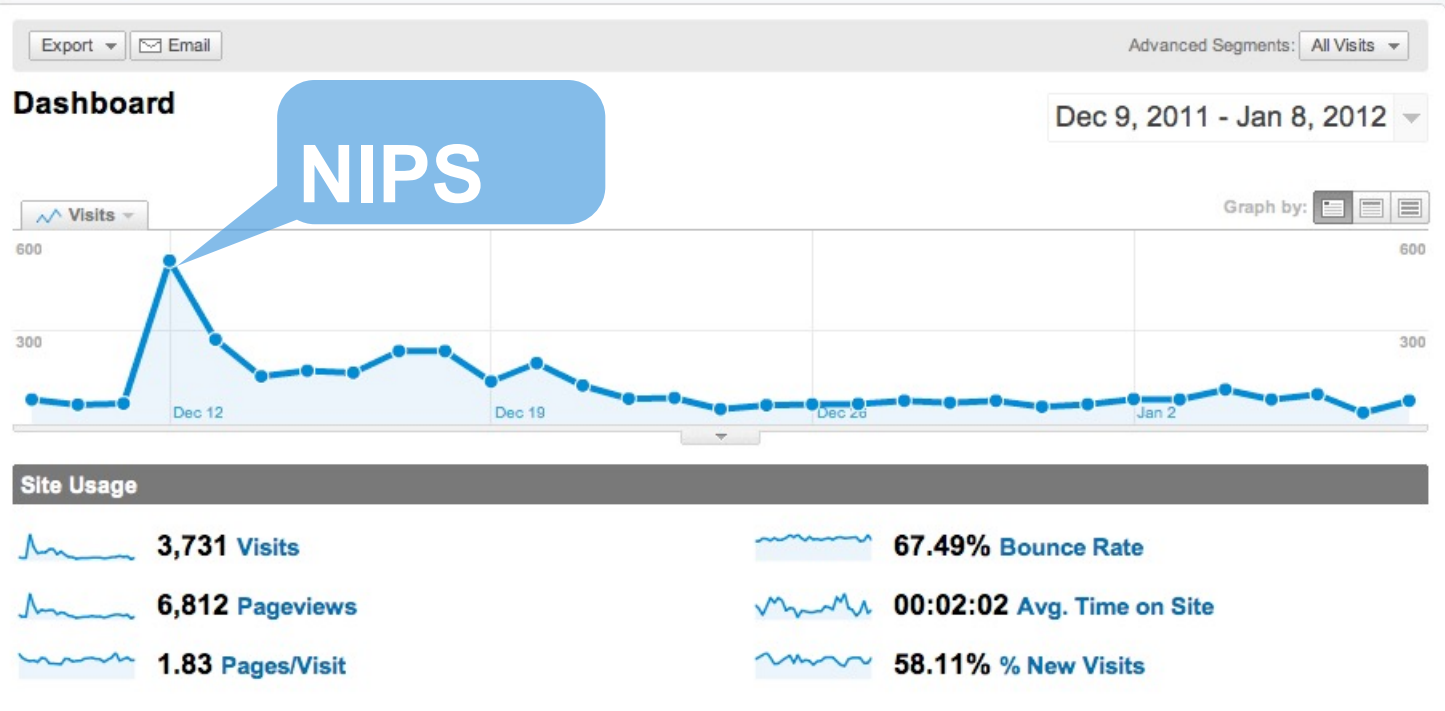 Export Email Advanced Segments: All Visits
Dashboard
Dec 9, 2011 - Jan 8, 2012
NIPS
Visits
Graph by:
600 600
300 300
Dec 12 Dec 19 Dec 26 Jan 2
Site Usage
3,731 Visits
67.49% Bounce Rate
6,812 Pageviews
00:02:02 Avg. Time on Site
1.83 Pages/Visit
58.11% % New Visits